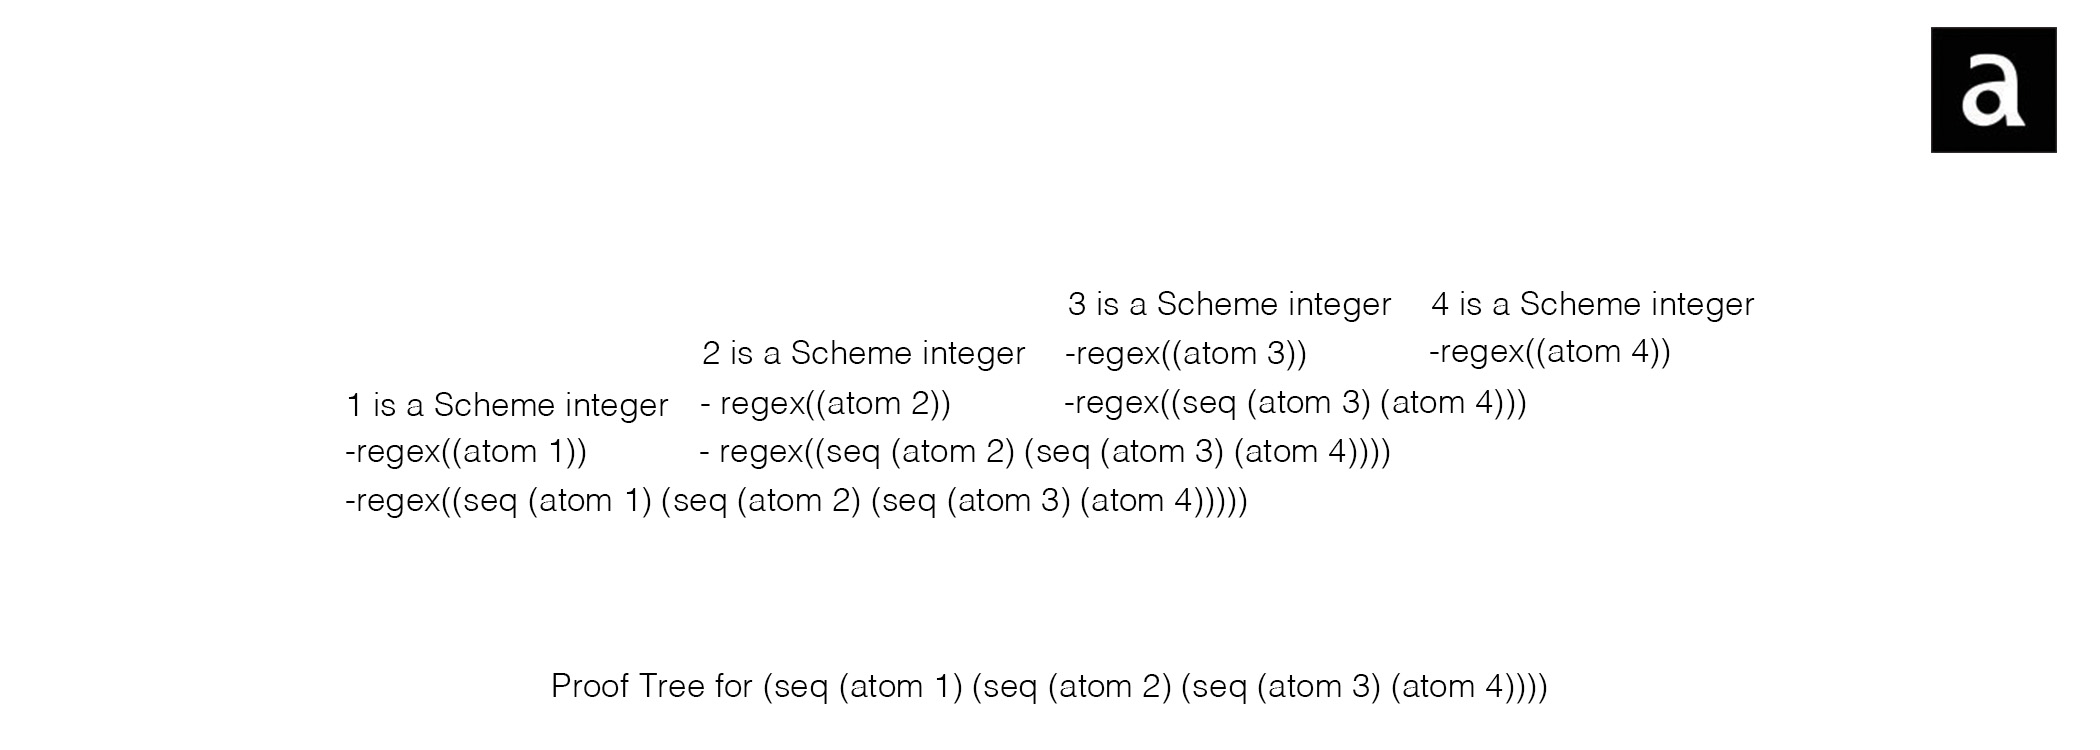 a
3 is a Scheme integer 4 is a Scheme integer
2 is a Scheme integer -regex((atom 3)) -regex((atom 4))
1 is a Scheme integer - regex((atom 2)) -regex((seq (atom 3) (atom 4)))
-regex((atom 1)) - regex((seq (atom 2) (seq (atom 3) (atom 4))))
-regex((seq (atom 1) (seq (atom 2) (seq (atom 3) (atom 4)))))
Proof Tree for (seq (atom 1) (seq (atom 2) (seq (atom 3) (atom 4))))